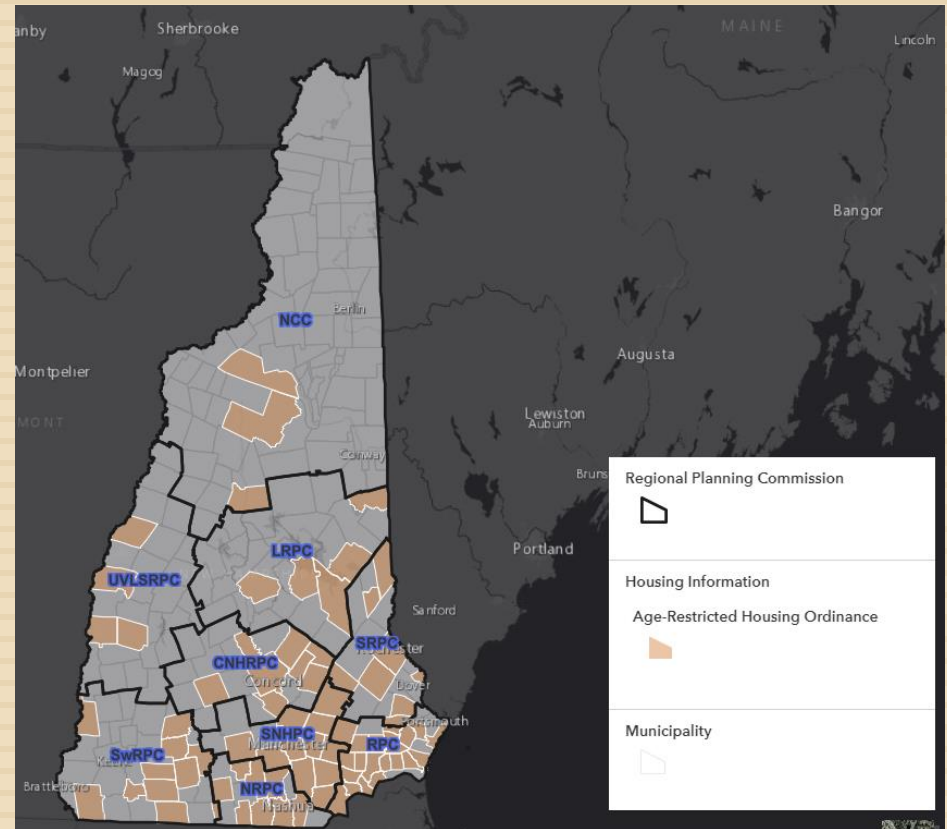 anby
Sherbrooke
MAINE
Lincoln
Magog
Bangor
NCC
Berlin
Montpelier
Augusta
MONT
Lewiston
Auburn
Conway
Bruns
Regional Planning Commission
LRPC
Portland
UVLSRPC
Housing Information
Sanford
Age-Restricted Housing Ordinance
SRPC
ster
CNHRPC
Concord
Dover
Portsmouth
SNHPC
Manchester
RPC
Municipality
SwRPC
Keene
Brattleboro
NRPC
Nashua